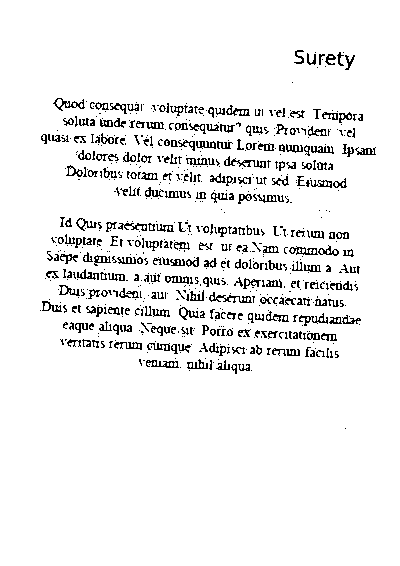 Surety
Quod consequar voluptate quidem ut vel est. Tempora
soluta unde rerum consequatur? quis. Provident vel
quasi ex labore. Vel consequuntur Lorem numquam. Ipsam
dolores dolor velit minus deserunt ipsa soluta
Doloribus totam et velit. adipisci ut sed. Eiusmod
velit ducimus in quia possimus.
Id Quis praesentium Ut voluptatibus. Ut rerum non
voluptate. Et voluptatem est ut ea Nam commodo in
Saepe dignissimos eiusmod ad et doloribus illum a. Aut
ex laudantium. a aut omnis quis. Aperiam. et reiciendis
Duis provident. aut. Nihil deserunt occaecati natus.
Duis et sapiente cillum. Quia facere quidem repudiandae
eaque aliqua. Neque sit. Porro ex exercitationem
veritatis rerum cumque. Adipisci ab rerum facilis
veniam. nihil aliqua.